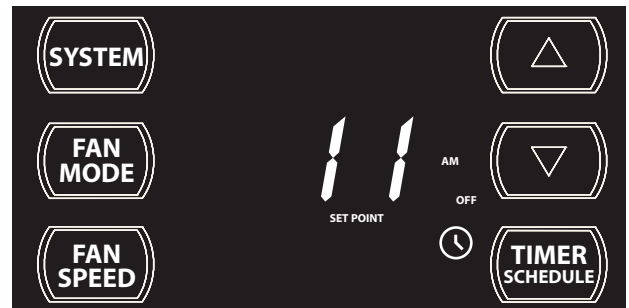 SYSTEM
FAN
MODE
11
AM
OFF
SET POINT
FAN
SPEED
TIMER
SCHEDULE